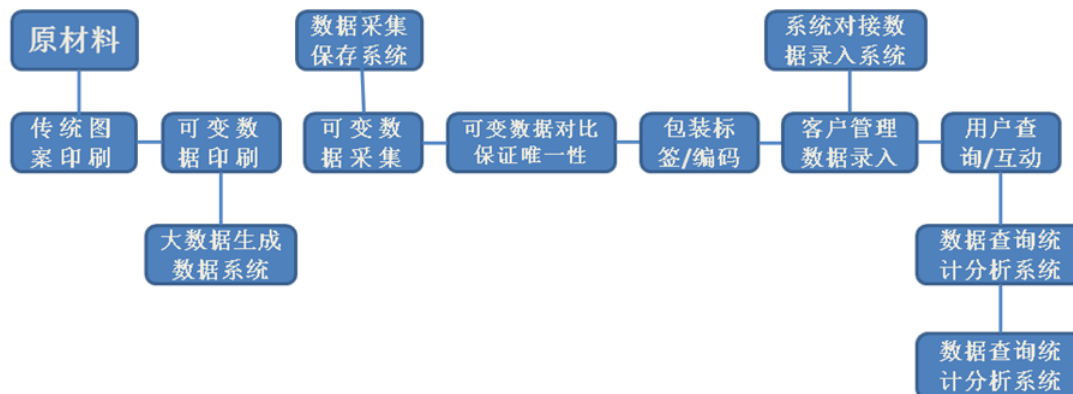 原材料
数据采集
保存系统
系统对接数
据录入系统
传统图
案印刷
可变数
据印刷
可变数
据采集
可变数据对比
保证唯一性
包装标
签/编码
客户管理
数据录入
用户查
询/互动
大数据生成
数据系统
数据查询统
计分析系统
数据查询统
计分析系统